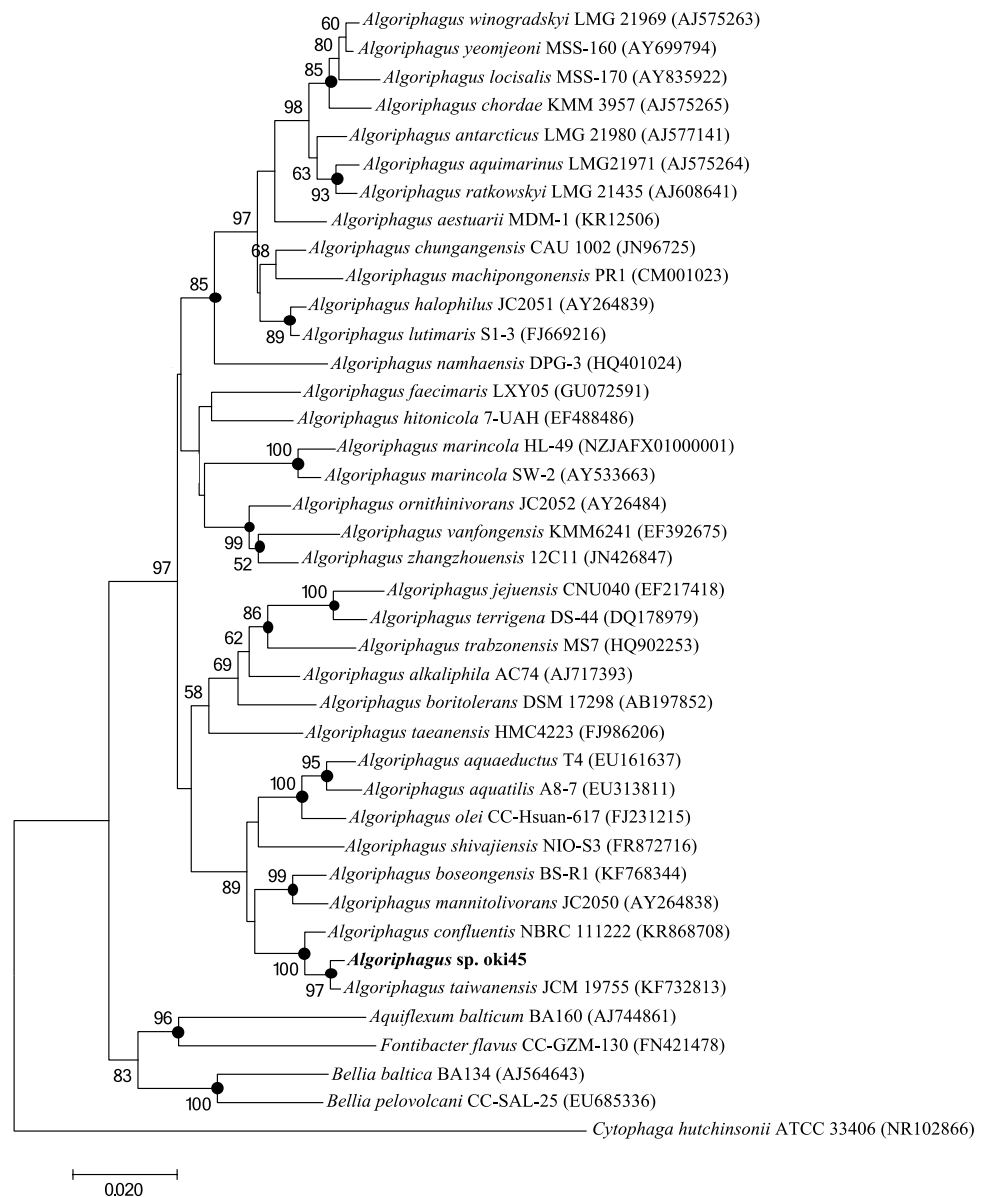 60
Algoriphagus winogradskyi LMG 21969 (AJ575263)
80
Algoriphagus yeomjeoni MSS-160 (AY699794)
85
Algoriphagus locisalis MSS-170 (AY835922)
Algoriphagus chordae KMM 3957 (AJ575265)
98
Algoriphagus antarcticus LMG 21980 (AJ577141)
63
Algoriphagus aquimarinus LMG21971 (AJ575264)
93
Algoriphagus ratkowskyi LMG 21435 (AJ608641)
97
Algoriphagus aestuarii MDM-1 (KR12506)
68
Algoriphagus chungangensis CAU 1002 (JN96725)
Algoriphagus machipongonensis PR1 (CM001023)
85
Algoriphagus halophilus JC2051 (AY264839)
89
Algoriphagus lutimaris S1-3 (FJ669216)
Algoriphagus namhaensis DPG-3 (HQ401024)
Algoriphagus faecimaris LXY05 (GU072591)
Algoriphagus hitonicola 7-UAH (EF488486)
100
Algoriphagus marincola HL-49 (NZJAFX01000001)
Algoriphagus marincola SW-2 (AY533663)
Algoriphagus ornithinivorans JC2052 (AY26484)
99
Algoriphagus vanfongensis KMM6241 (EF392675)
52
Algoriphagus zhangzhouensis 12C11 (JN426847)
97
100
Algoriphagus jejuensis CNU040 (EF217418)
86
Algoriphagus terrigena DS-44 (DQ178979)
62
Algoriphagus trabzonensis MS7 (HQ902253)
69
Algoriphagus alkaliphila AC74 (AJ717393)
58
Algoriphagus boritolerans DSM 17298 (AB197852)
Algoriphagus taeanensis HMC4223 (FJ986206)
95
Algoriphagus aquaeductus T4 (EU161637)
100
Algoriphagus aquatilis A8-7 (EU313811)
Algoriphagus olei CC-Hsuan-617 (FJ231215)
Algoriphagus shivajiensis NIO-S3 (FR872716)
89
99
Algoriphagus boseongensis BS-R1 (KF768344)
Algoriphagus mannitolivorans JC2050 (AY264838)
Algoriphagus confluentis NBRC 111222 (KR868708)
100
Algoriphagus sp. oki45
97
Algoriphagus taiwanensis JCM 19755 (KF732813)
96
Aquiflexum balticum BA160 (AJ744861)
Fontibacter flavus CC-GZM-130 (FN421478)
83
Bellia baltica BA134 (AJ564643)
100
Bellia pelovolcani CC-SAL-25 (EU685336)
Cytophaga hutchinsonii ATCC 33406 (NR102866)
0.020